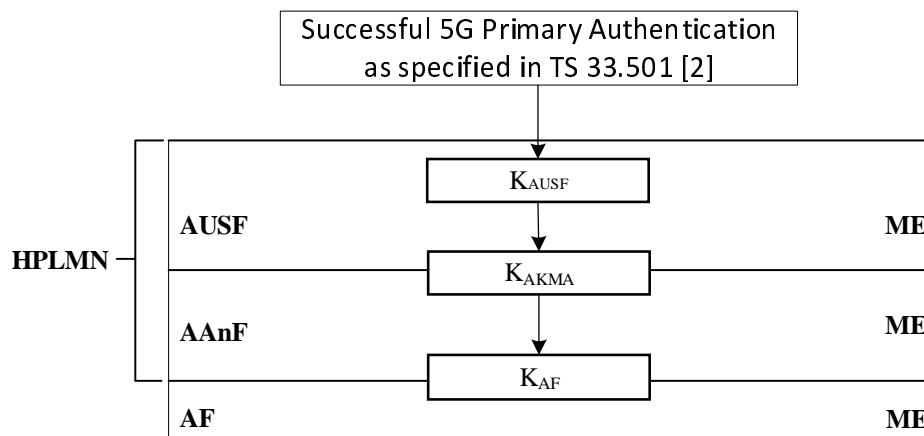 Successful 5G Primary Authentication
as specified in TS 33.501 [2]
KAUSF
AUSF ME
HPLMN
KAKMA
AAnF ME
KAF
AF ME